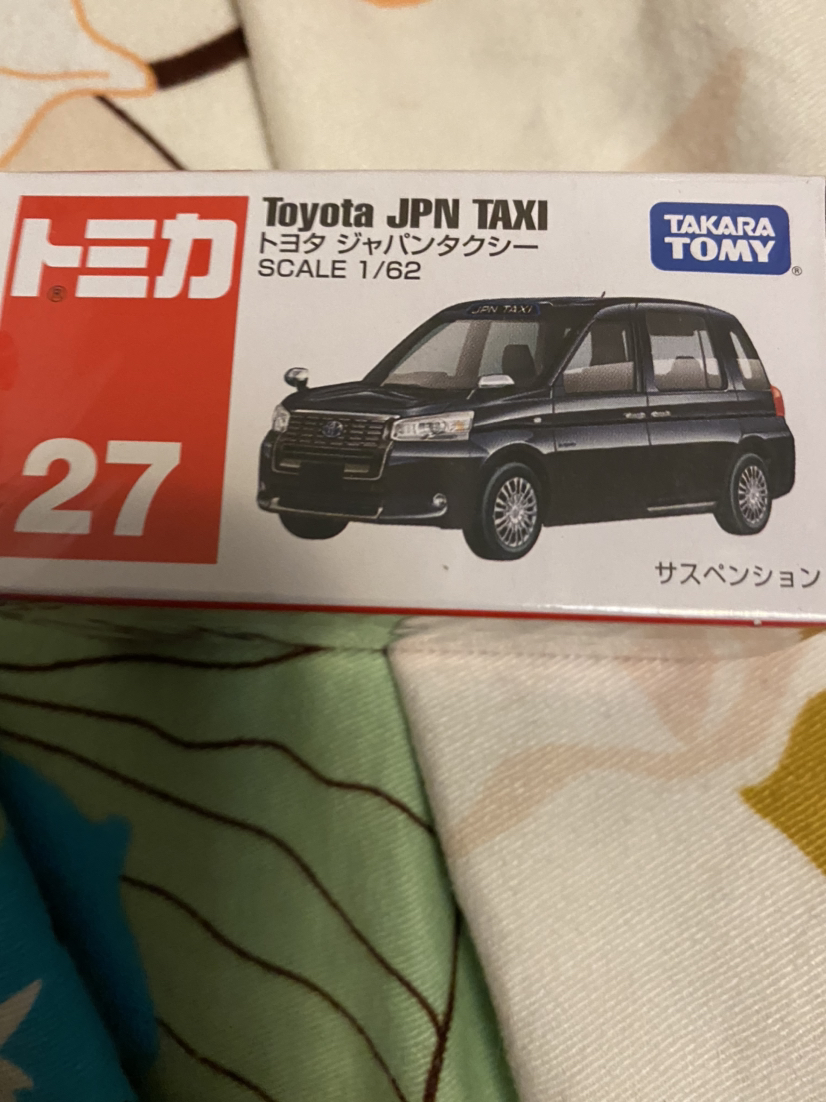 トミカ®
27
Toyota JPN TAXI
トヨタ ジャパンタクシー
SCALE 1/62
TAKARA
TOMY®
JPN TAXI
サスペンション